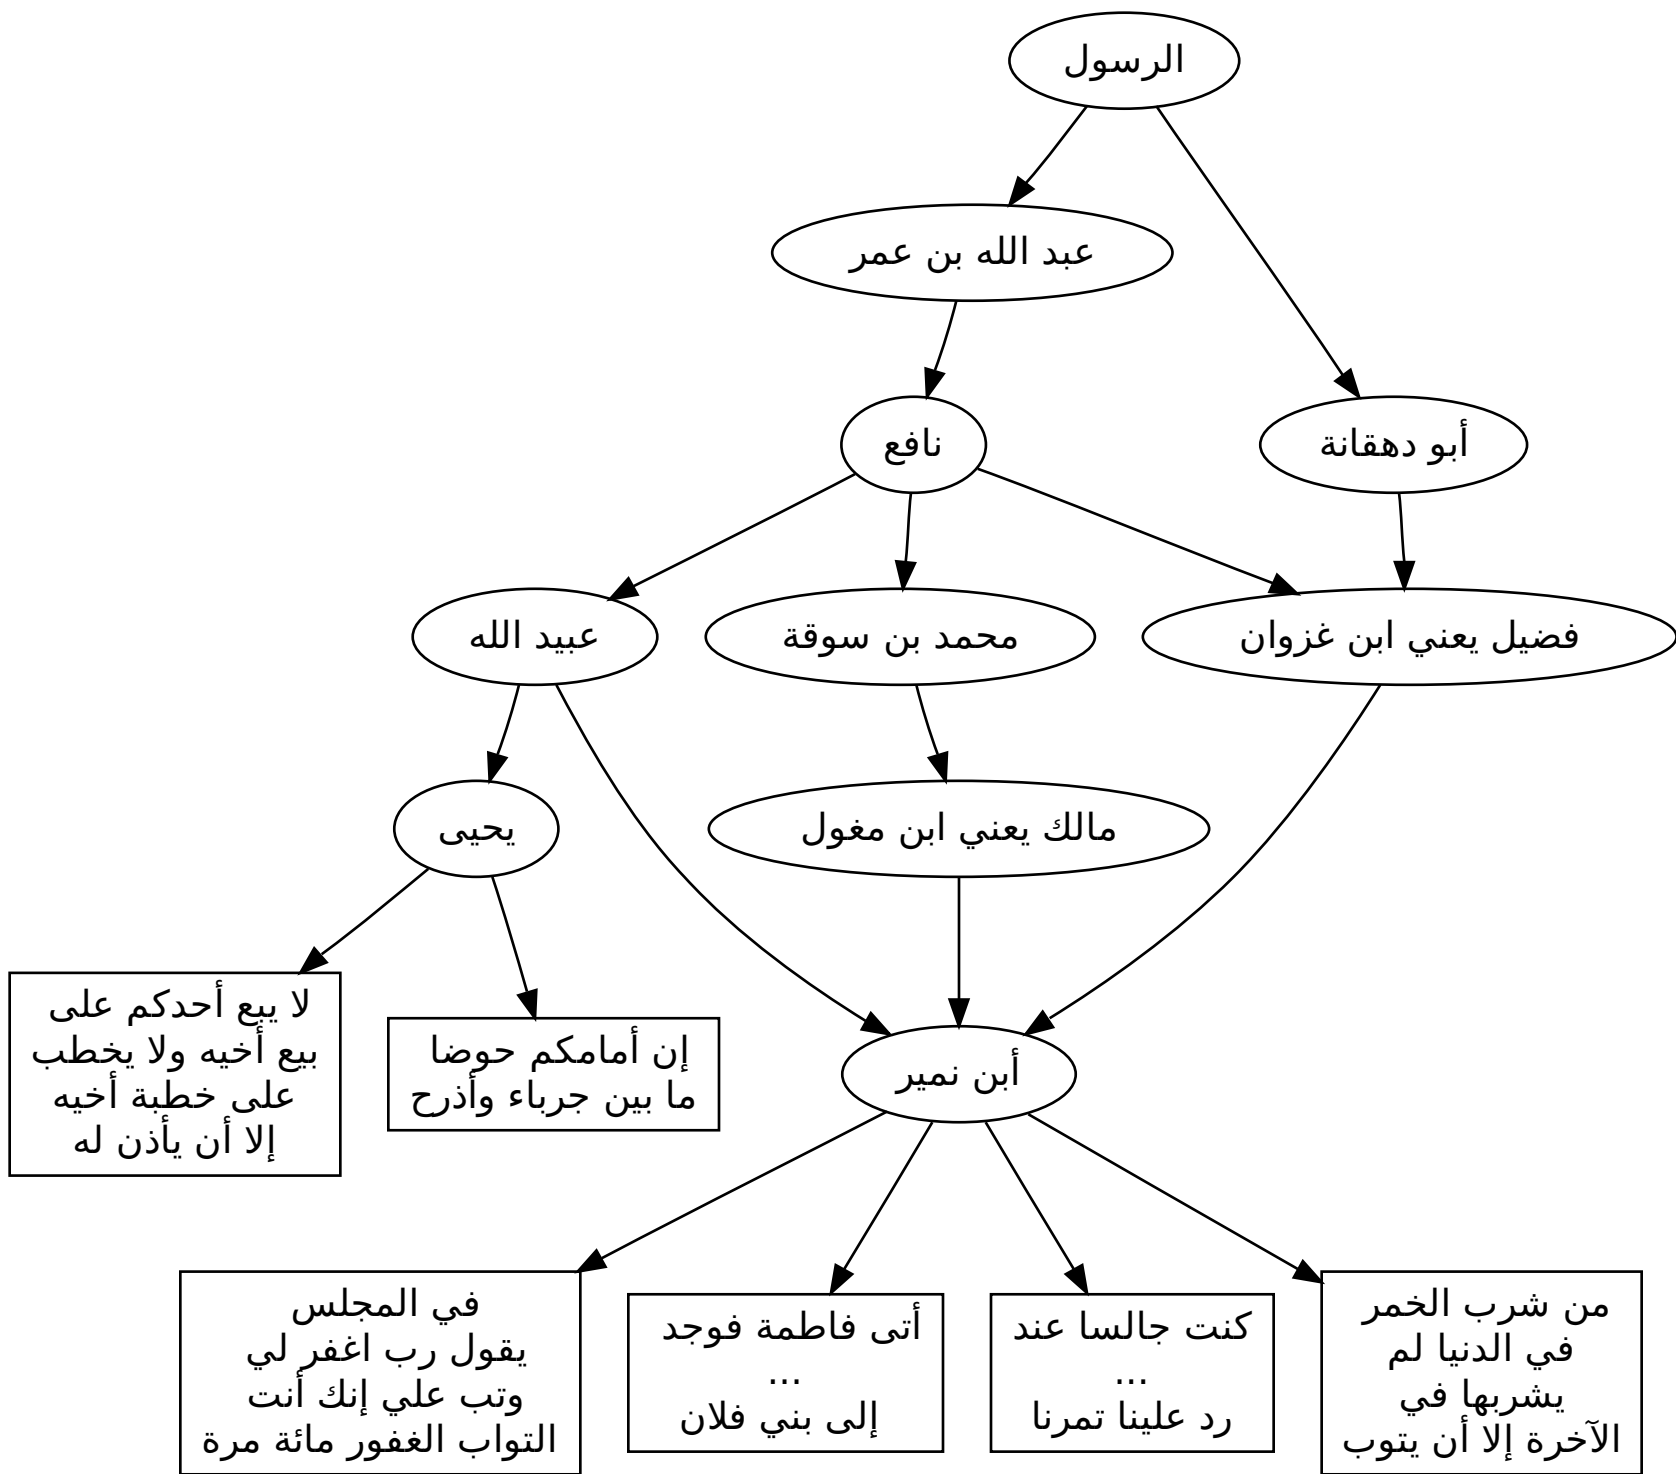 الرسول
عبد الله بن عمر
نافع
أبو دهقانة
عبيد الله
محمد بن سوقة
فضيل يعني ابن غزوان
يحيى
مالك يعني ابن مغول
لا يبع أحدكم على
بيع أخيه ولا يخطب
على خطبة أخيه
إلا أن يأذن له
إن أمامكم حوضا
ما بين جرباء وأذرح
أبن نمير
في المجلس
يقول رب اغفر لي
وتب علي إنك أنت
التواب الغفور مائة مرة
أتى فاطمة فوجد
...
إلى بني فلان
كنت جالسا عند
...
رد علينا تمرنا
من شرب الخمر
في الدنيا لم
يشربها في
الآخرة إلا أن يتوب